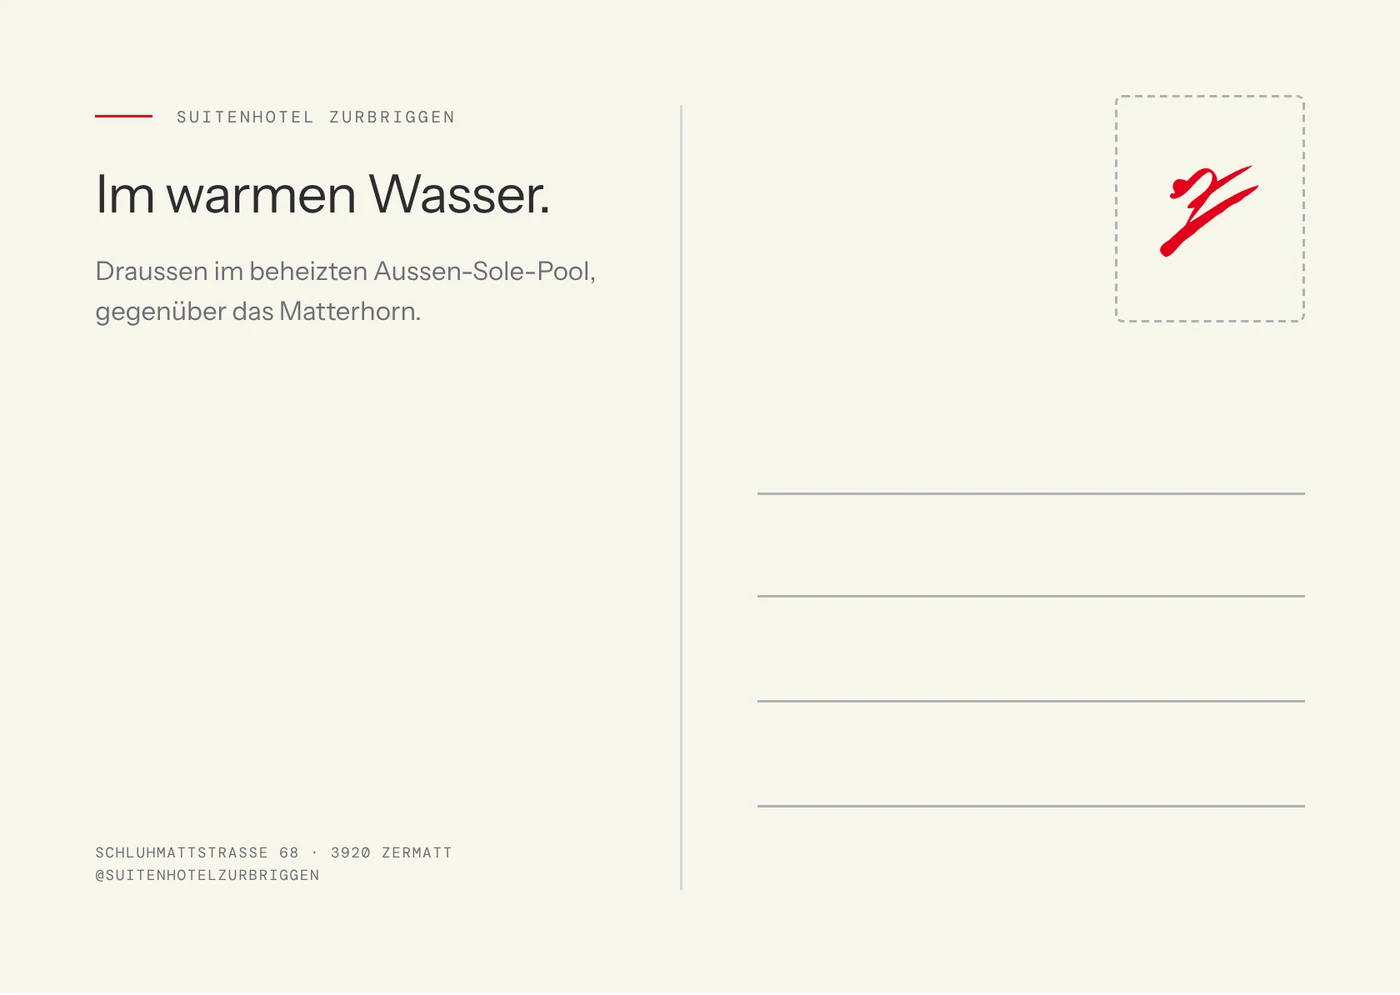 SUITENHOTEL ZURBRIGGEN
Im warmen Wasser.
Draussen im beheizten Aussen-Sole-Pool,
gegenüber das Matterhorn.
SCHLUHMATTSTRASSE 68 · 3920 ZERMATT
@SUITENHOTELZURBRIGGEN